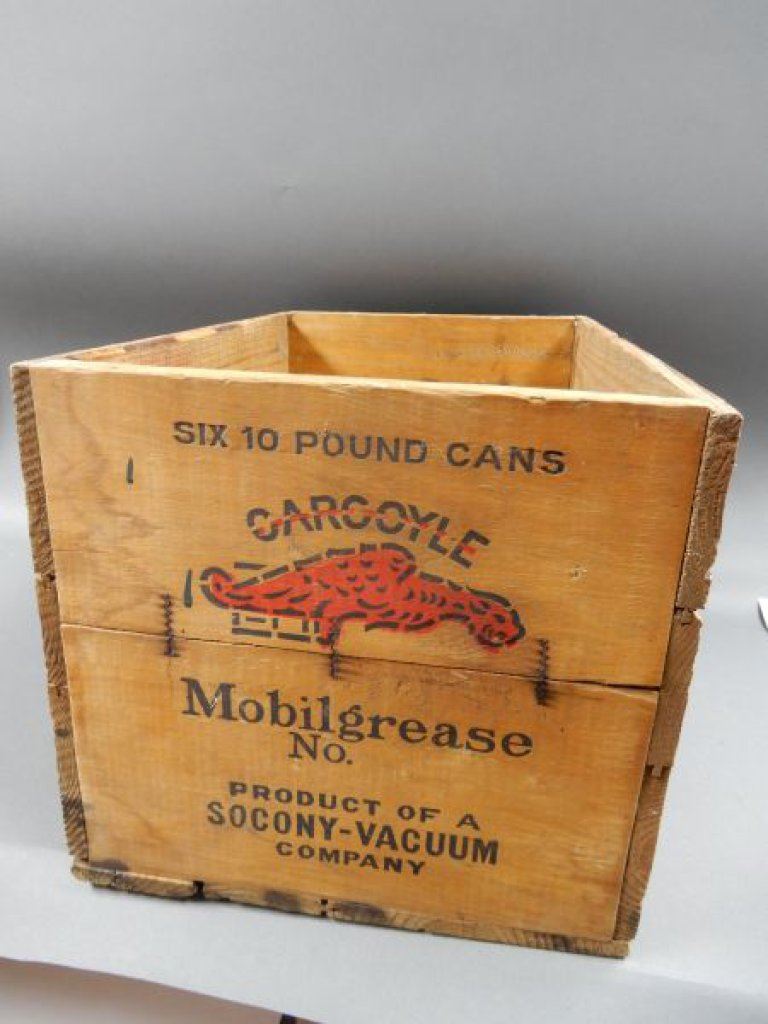 SIX 10 POUND CANS
GARGOYLE
Mobilgrease
No.
PRODUCT OF A
SOCONY-VACUUM
COMPANY